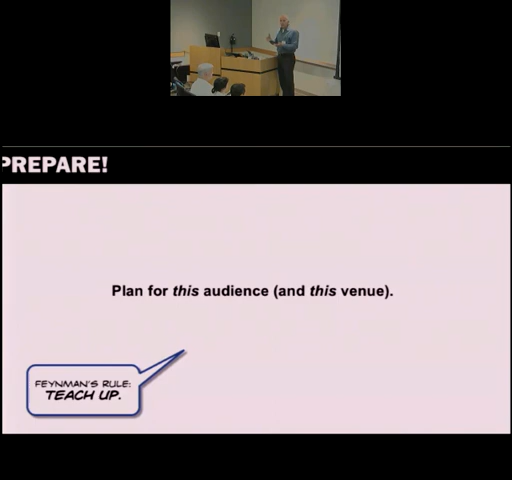 PREPARE!
Plan for this audience (and this venue).
FEYNMAN'S RULE:
TEACH UP.